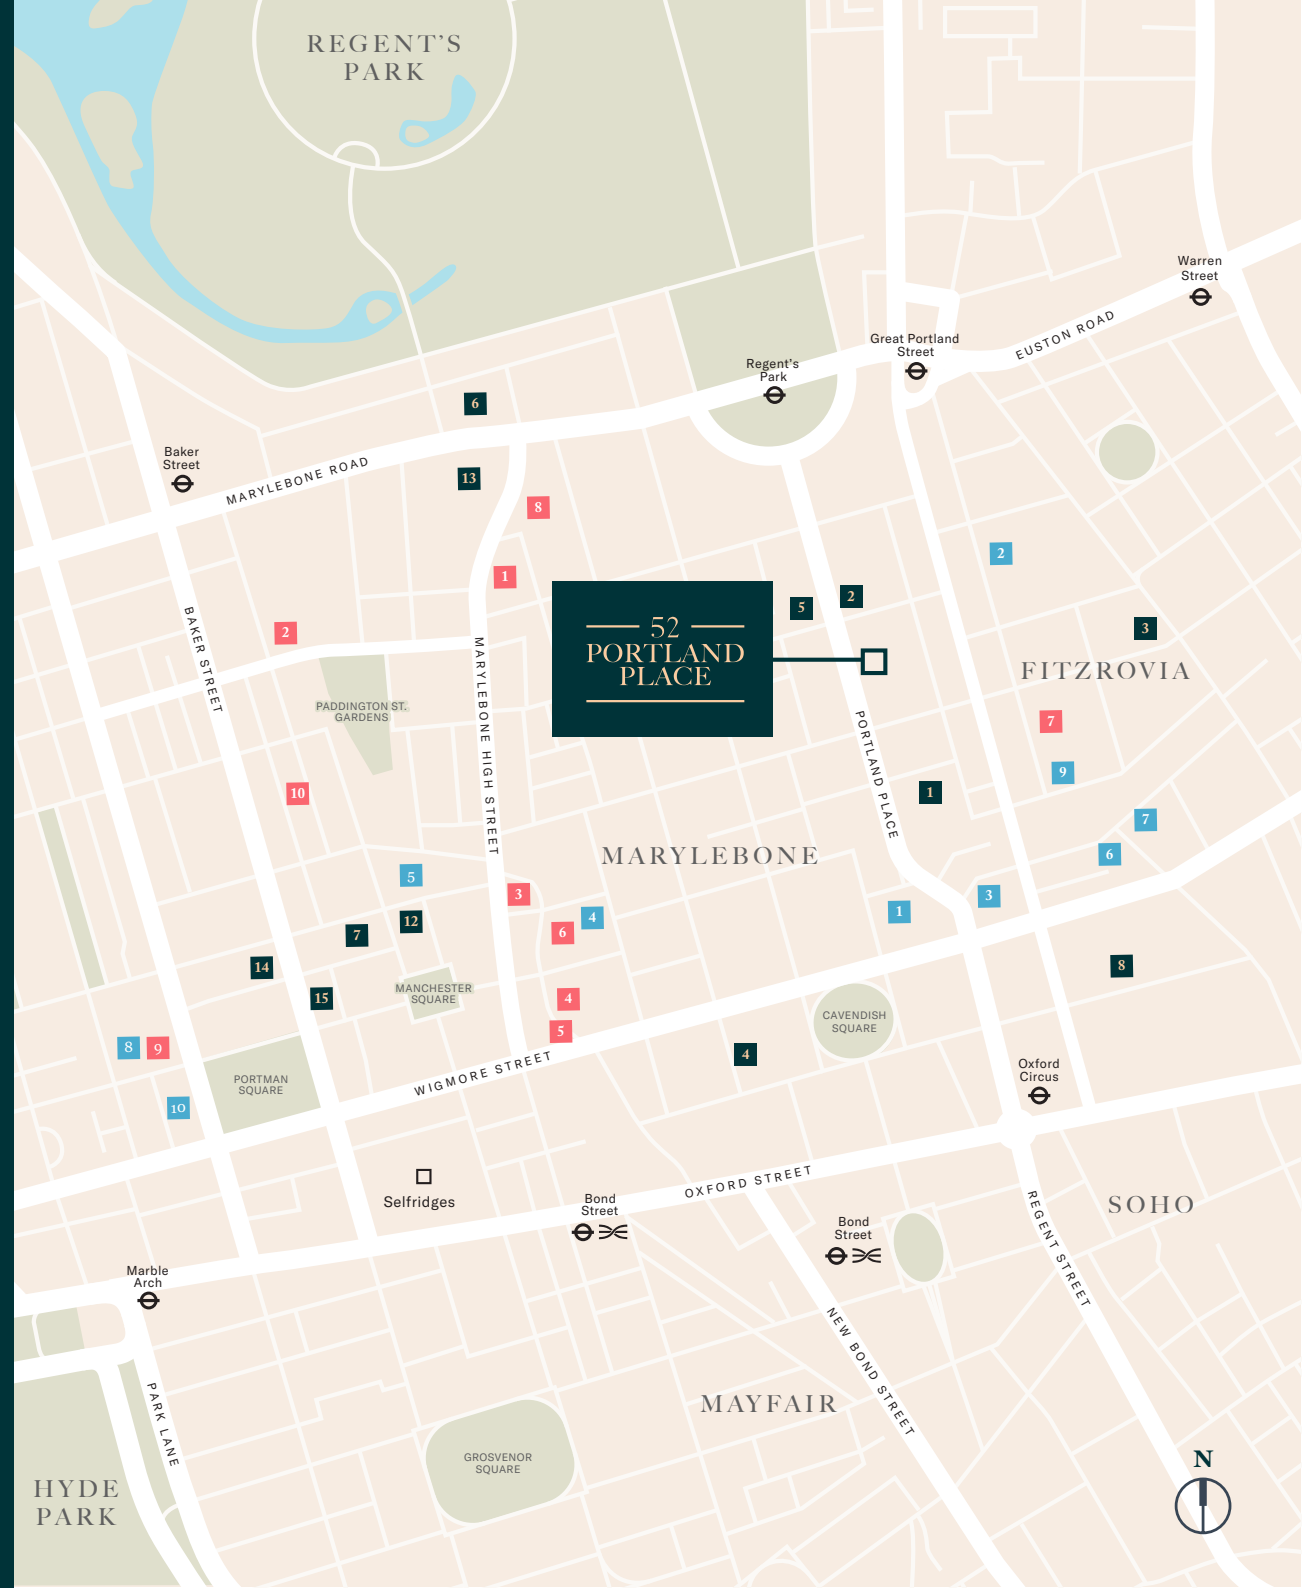 REGENT'S
PARK
Warren
Street
EUSTON ROAD
Great Portland
Street
Regent's
Park
6
Baker
Street
MARYLEBONE ROAD
13
8
2
1
52
PORTLAND
PLACE
5
2
3
FITZROVIA
2
BAKER STREET
MARYLEBONE HIGH STREET
PADDINGTON ST.
GARDENS
PORTLAND PLACE
7
9
10
1
7
MARYLEBONE
6
5
3
3
4
1
12
6
7
14
8
15
MANCHESTER
SQUARE
4
CAVENDISH
SQUARE
5
8
9
4
WIGMORE STREET
PORTMAN
SQUARE
Oxford
Circus
10
Selfridges
OXFORD STREET
Bond
Street
SOHO
Bond
Street
REGENT STREET
Marble
Arch
NEW BOND STREET
PARK LANE
MAYFAIR
GROSVENOR
SQUARE
N
HYDE
PARK